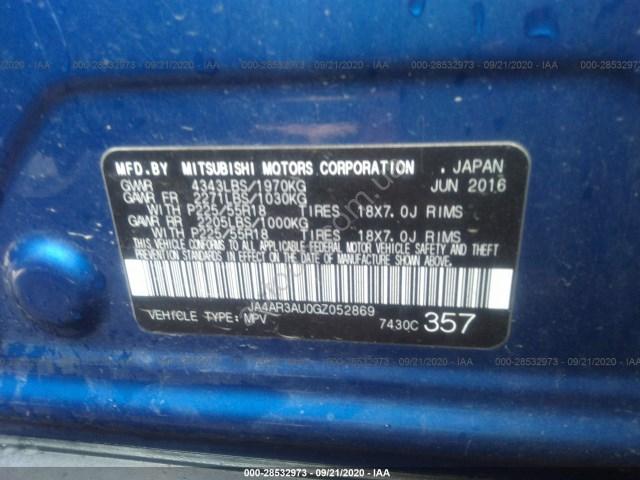 000-28532973 - 09/21/2020 - IAA
MFD.BY MITSUBISHI MOTORS CORPORATION . JAPAN
GVWR 4343LBS/1970KG JUN 2016
GAWR FR 2271LBS/1030KG
WITH P225/55R18 TIRES 18X7.0J RIMS
GAWR RR 2205LBS/1000KG
WITH P225/55R18 TIRES 18X7.0J RIMS
THIS VEHICLE CONFORMS TO ALL APPLICABLE FEDERAL MOTOR VEHICLE SAFETY AND THEFT
PREVENTION STANDARDS IN EFFECT ON THE DATE OF MANUFACTURE SHOWN ABOVE.
JA4AR3AU0GZ052869
VEHICLE TYPE: MPV 7430C 357
000-28532973 - 09/21/2020 - IAA